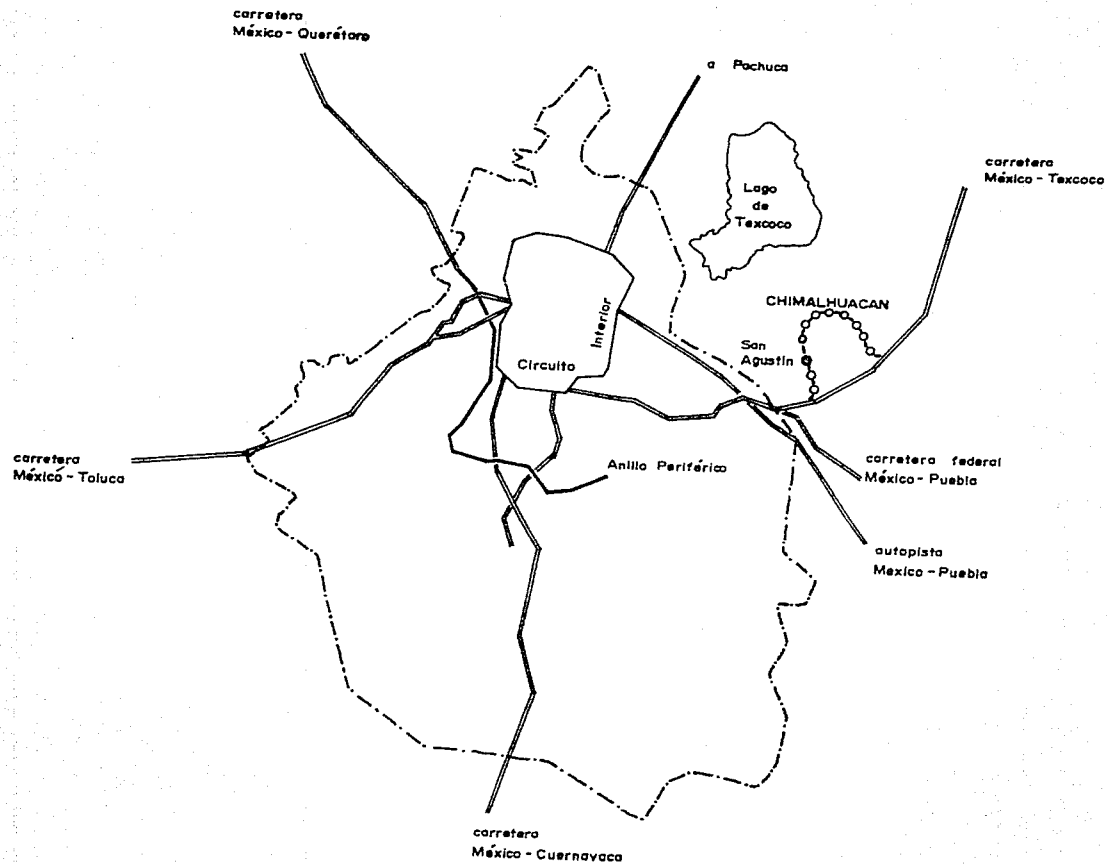 carretera
México - Querétaro
a Pachuca
carretera
México - Texcoco
Lago
de
Texcoco
CHIMALHUACAN
San
Agustín
Interior
Circuito
carretera
México - Toluca
Anillo Periférico
carretera federal
México - Puebla
autopista
Mexico - Puebla
carretera
México - Cuernavaca